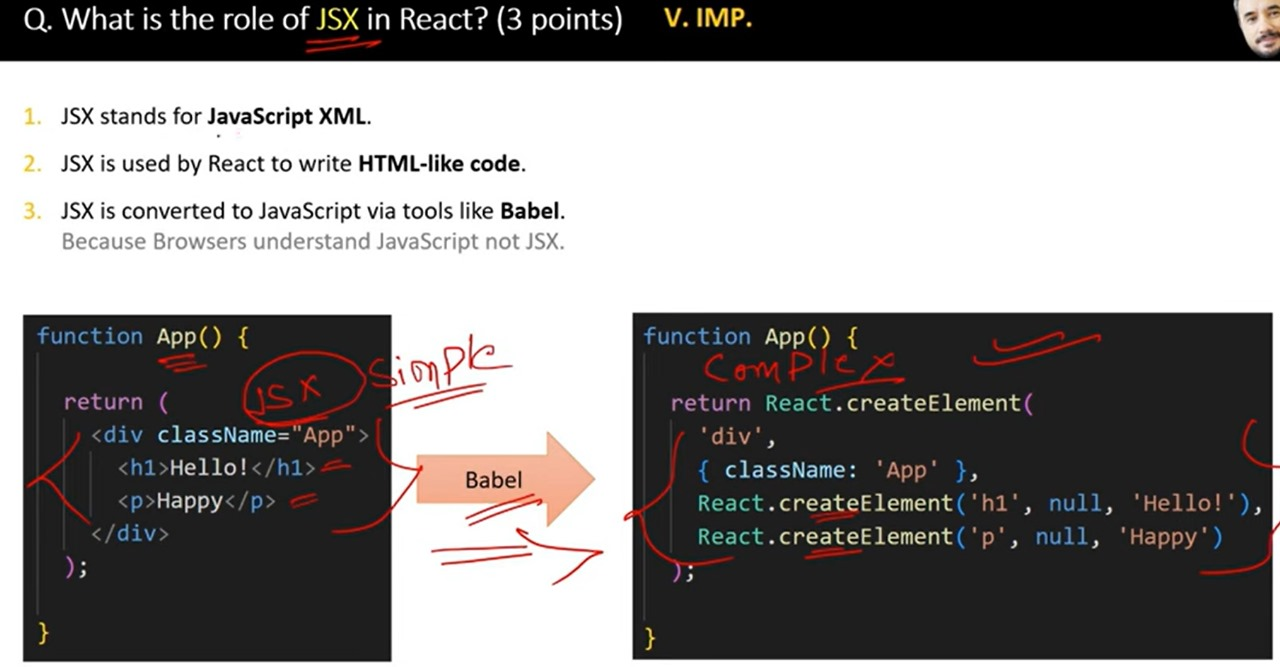 Q. What is the role of JSX in React? (3 points) V. IMP.
1. JSX stands for JavaScript XML.
2. JSX is used by React to write HTML-like code.
3. JSX is converted to JavaScript via tools like Babel.
Because Browsers understand JavaScript not JSX.
function App() {
JSX Simple
return (
<div className="App">
<h1>Hello!</h1>
<p>Happy</p>
</div>
);
}
Babel
function App() {
Complex
return React.createElement(
'div',
{ className: 'App' },
React.createElement('h1', null, 'Hello!'),
React.createElement('p', null, 'Happy')
);
}